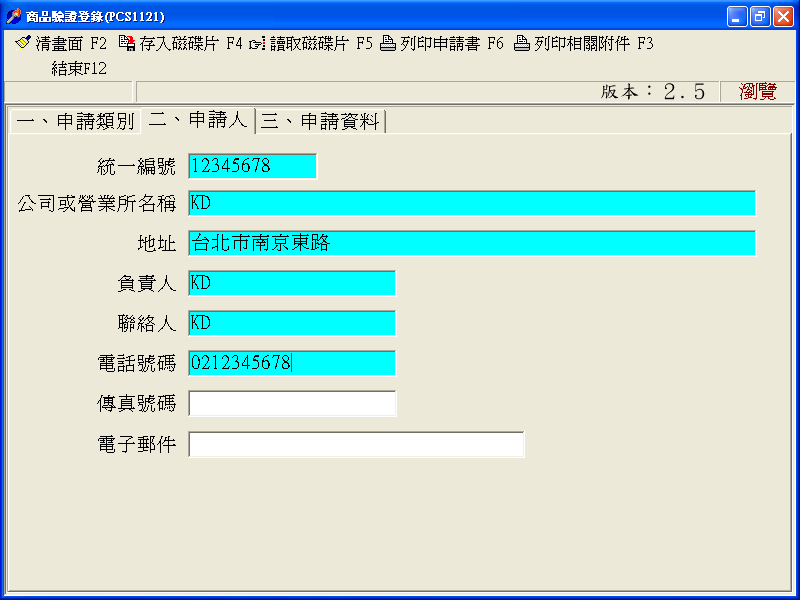 商品驗證登錄(PCS1121)
清畫面 F2 存入磁碟片 F4 讀取磁碟片 F5 列印申請書 F6 列印相關附件 F3
結束F12
版本：2.5 瀏覽
一、申請類別 二、申請人 三、申請資料
統一編號 12345678
公司或營業所名稱 KD
地址 台北市南京東路
負責人 KD
聯絡人 KD
電話號碼 0212345678
傳真號碼
電子郵件